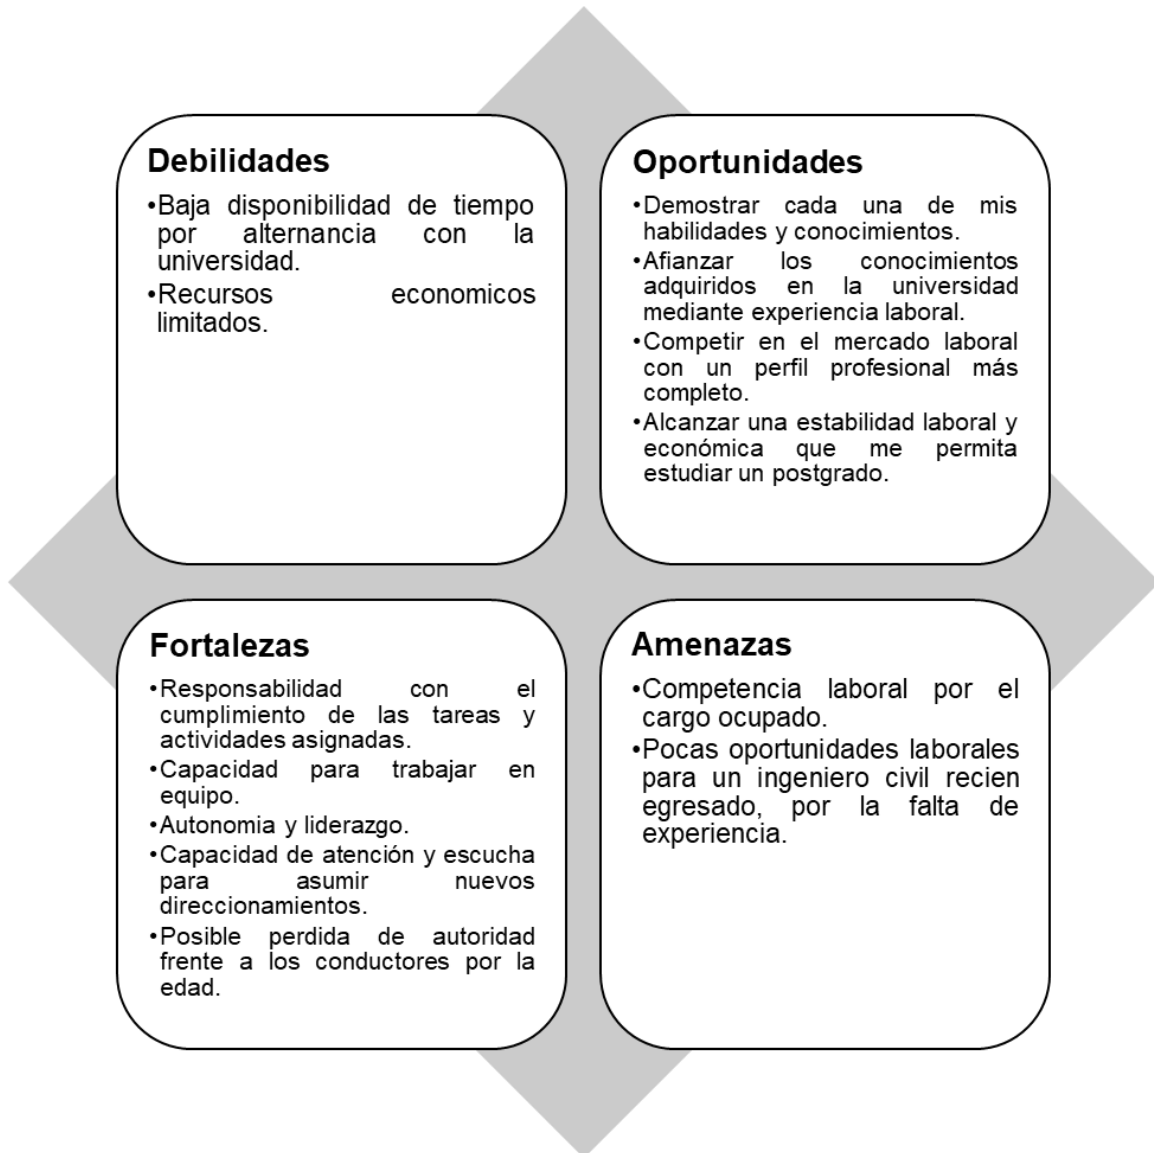 Debilidades
•Baja disponibilidad de tiempo
por alternancia con la
universidad.
•Recursos economicos
limitados.
Oportunidades
•Demostrar cada una de mis
habilidades y conocimientos.
•Afianzar los conocimientos
adquiridos en la universidad
mediante experiencia laboral.
•Competir en el mercado laboral
con un perfil profesional más
completo.
•Alcanzar una estabilidad laboral y
económica que me permita
estudiar un postgrado.
Fortalezas
•Responsabilidad con el
cumplimiento de las tareas y
actividades asignadas.
•Capacidad para trabajar en
equipo.
•Autonomia y liderazgo.
•Capacidad de atención y escucha
para asumir nuevos
direccionamientos.
•Posible perdida de autoridad
frente a los conductores por la
edad.
Amenazas
•Competencia laboral por el
cargo ocupado.
•Pocas oportunidades laborales
para un ingeniero civil recien
egresado, por la falta de
experiencia.